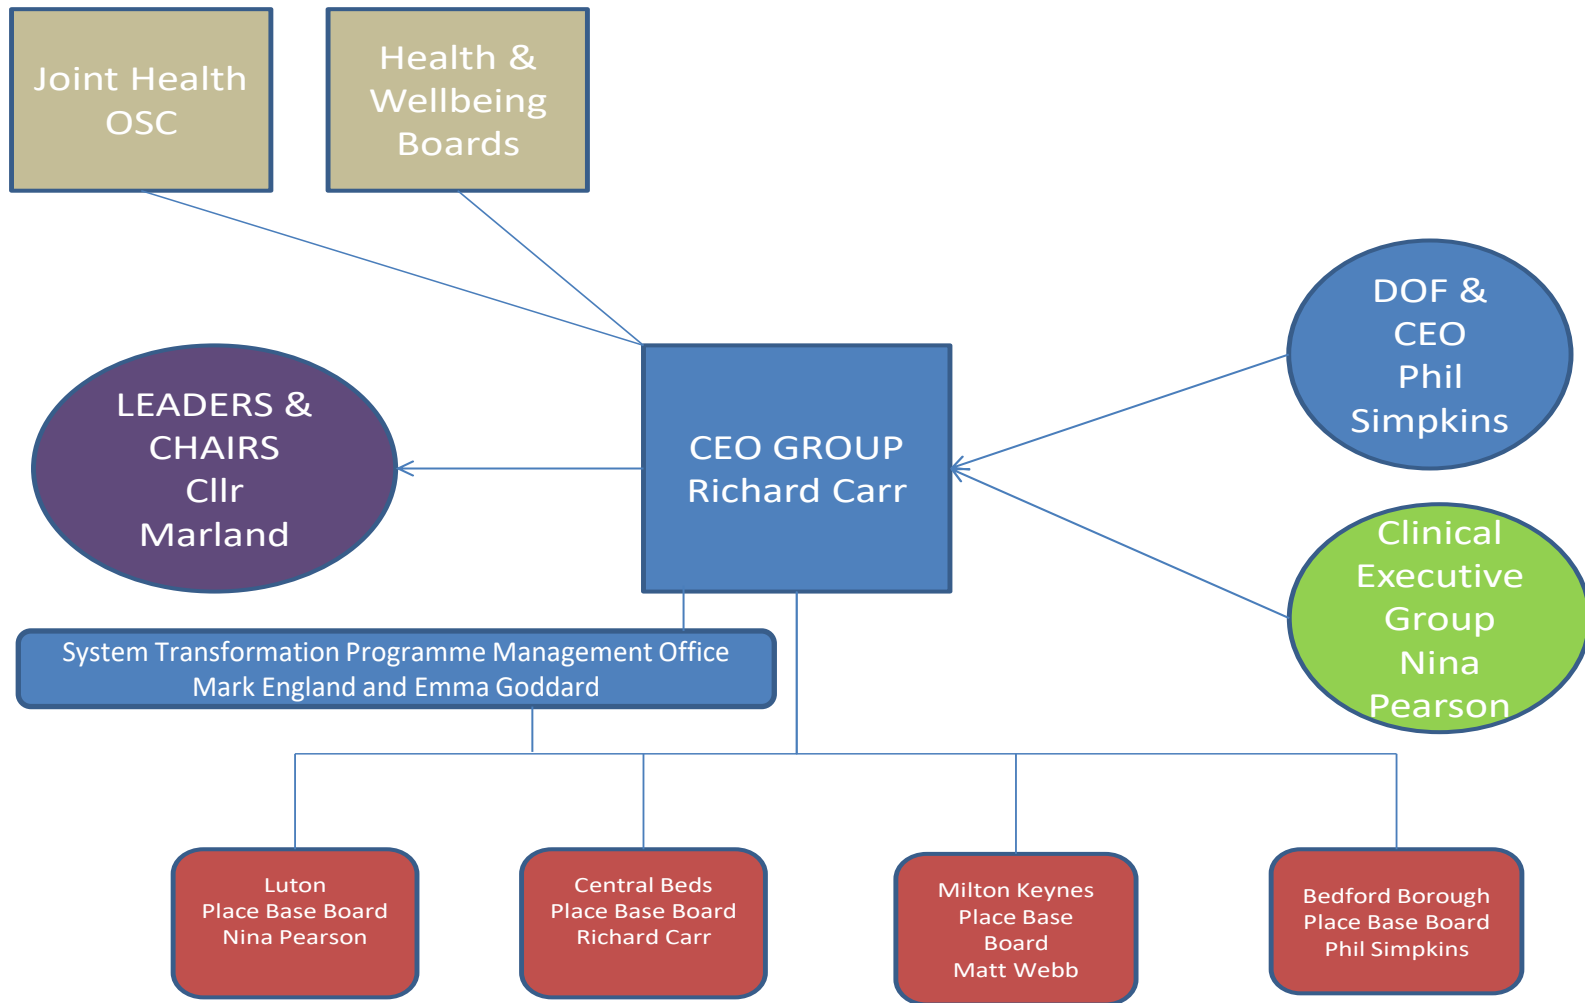 Joint Health
OSC
Health &
Wellbeing
Boards
DOF &
CEO
Phil
Simpkins
LEADERS &
CHAIRS
Cllr
Marland
CEO GROUP
Richard Carr
Clinical
Executive
Group
Nina
Pearson
System Transformation Programme Management Office
Mark England and Emma Goddard
Luton
Place Base Board
Nina Pearson
Central Beds
Place Base Board
Richard Carr
Milton Keynes
Place Base
Board
Matt Webb
Bedford Borough
Place Base Board
Phil Simpkins